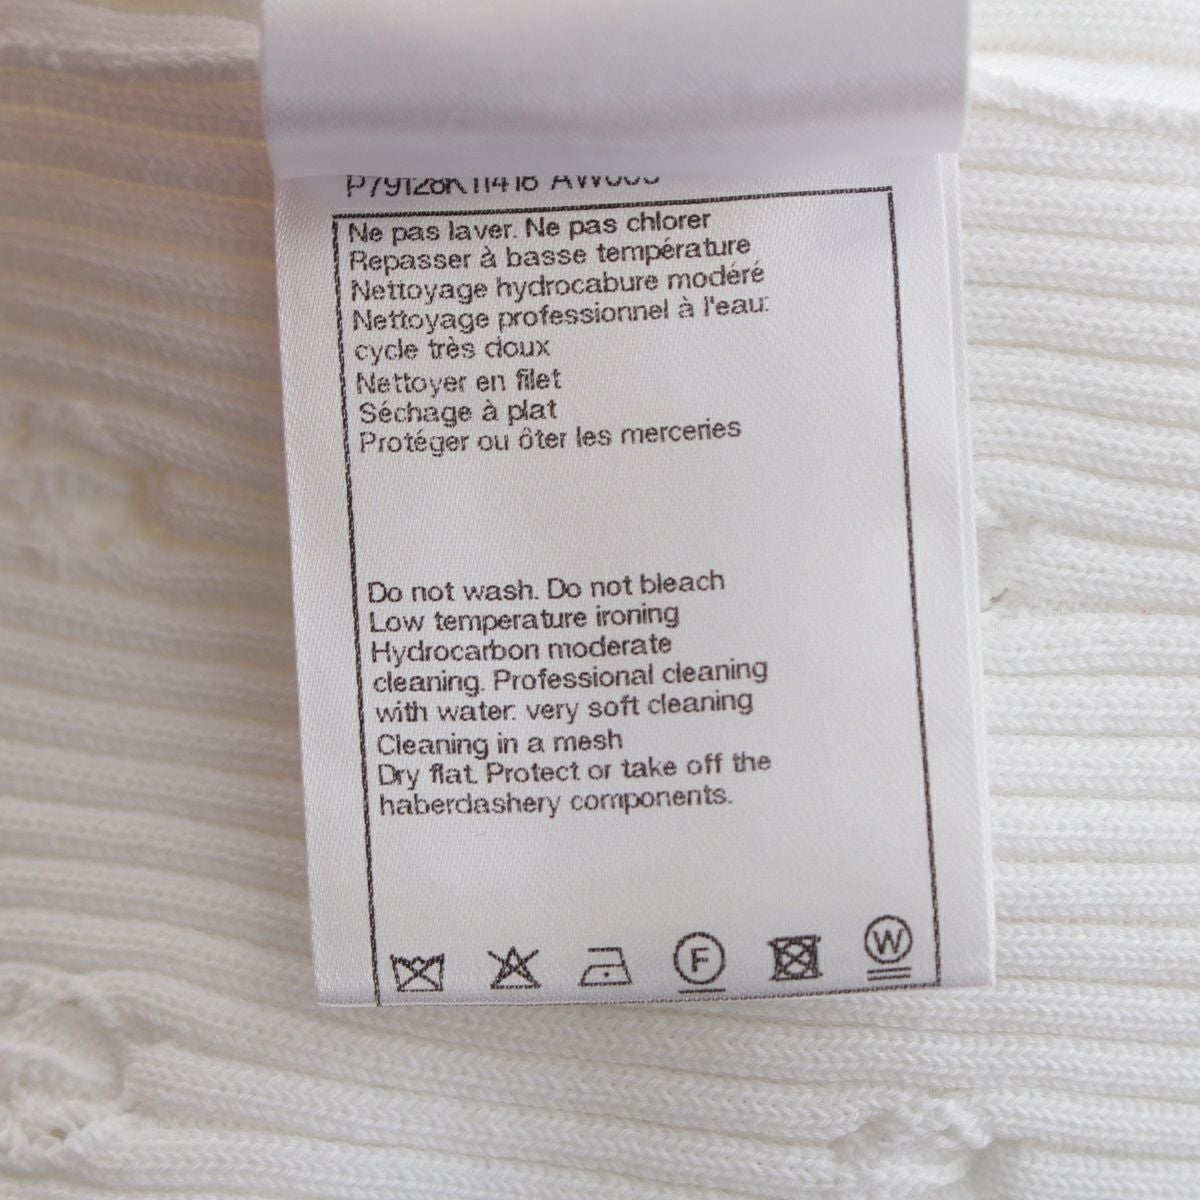 P79128K11418 AW000
Ne pas laver. Ne pas chlorer
Repasser à basse température
Nettoyage hydrocabure modéré
Nettoyage professionnel à l'eau:
cycle très doux
Nettoyer en filet
Séchage à plat
Protéger ou ôter les merceries
Do not wash. Do not bleach
Low temperature ironing
Hydrocarbon moderate
cleaning. Professional cleaning
with water: very soft cleaning
Cleaning in a mesh
Dry flat. Protect or take off the
haberdashery components.
F
W